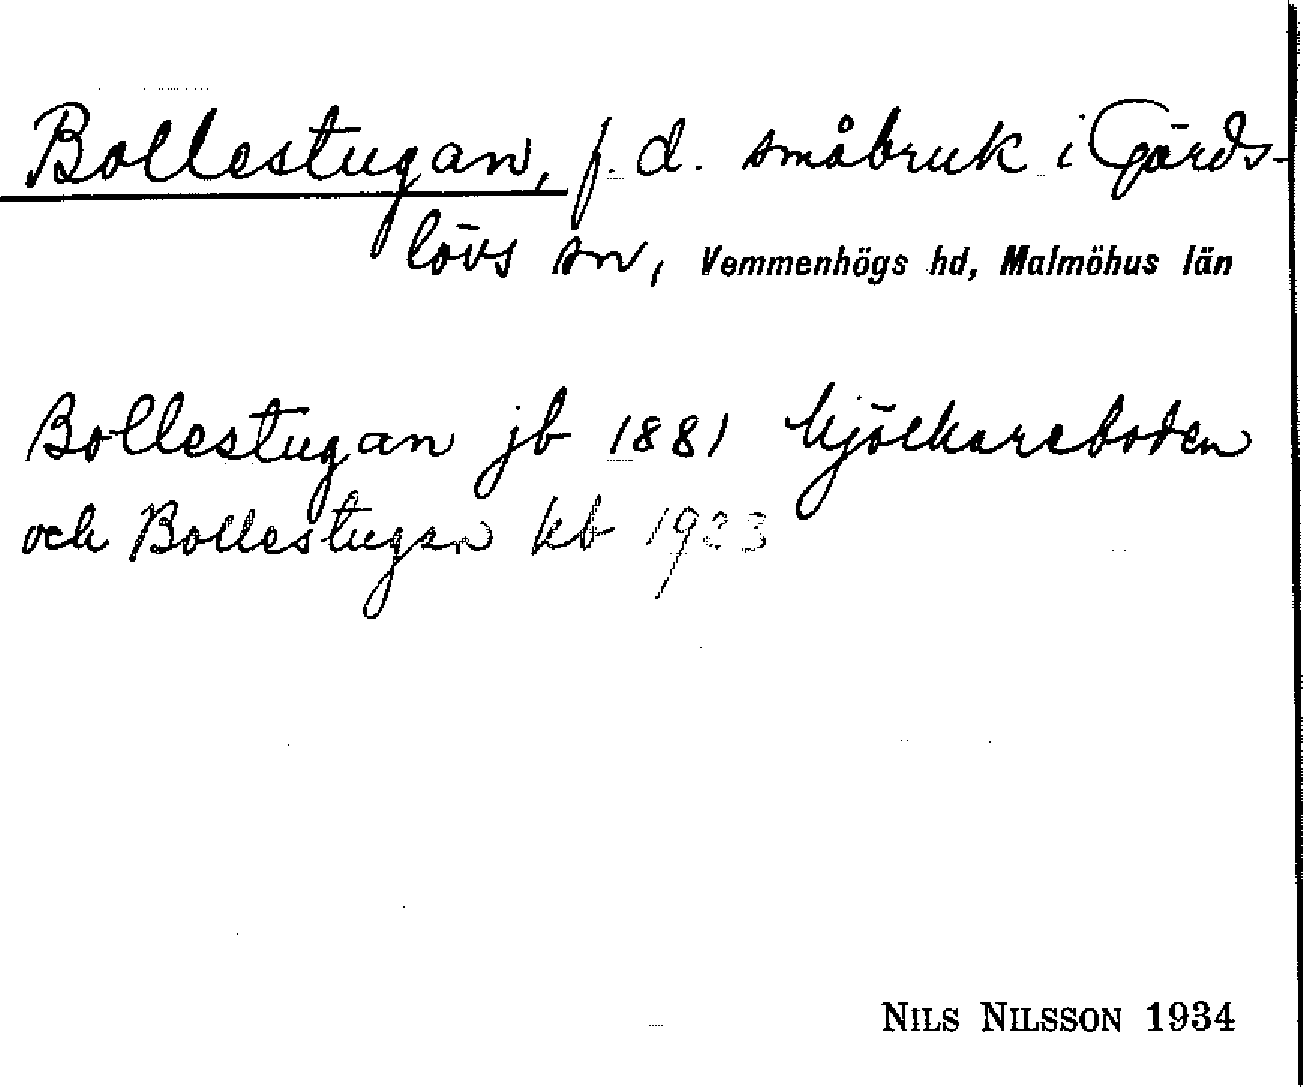 Bollestugan, f. d. småbruk i Gärds-
lövs sn, Vemmenhögs hd, Malmöhus län
Bollestugan jb 1881 Mjölkareboden
och Bollestugan kb 1923
NILS NILSSON 1934